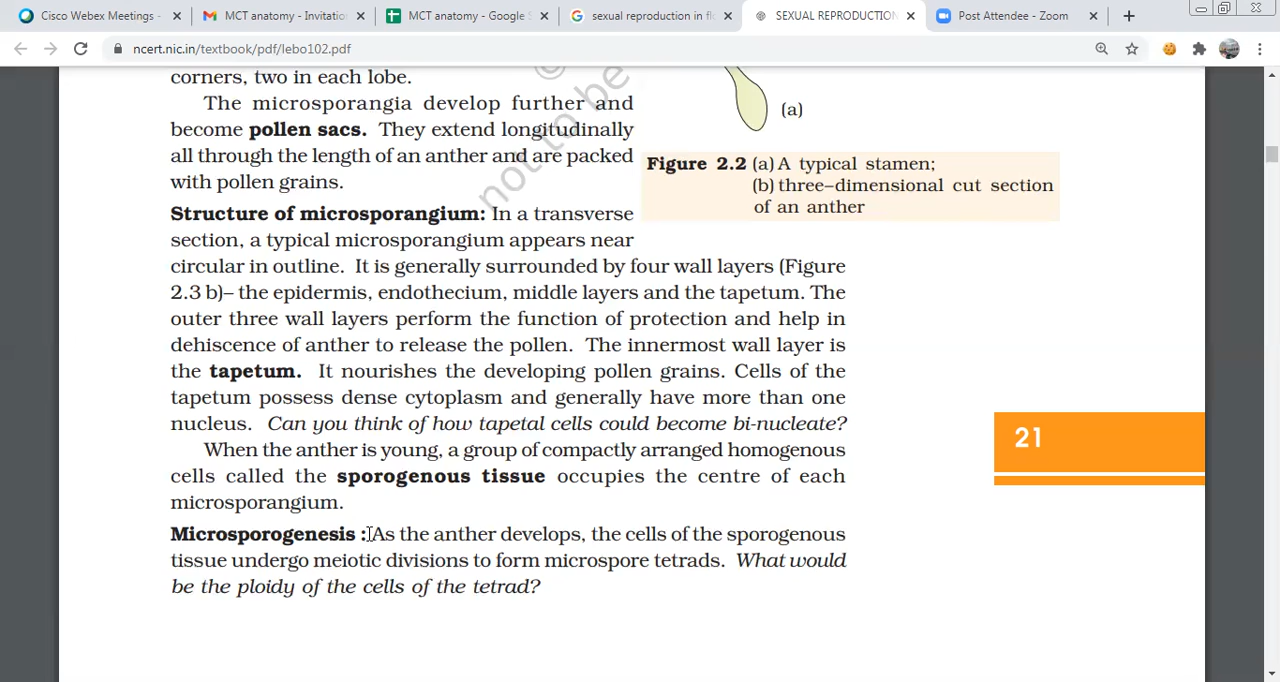 Cisco Webex Meetings -
MCT anatomy - Invitatio
MCT anatomy - Google S
sexual reproduction in fl
SEXUAL REPRODUCTION
Post Attendee - Zoom
ncert.nic.in/textbook/pdf/lebo102.pdf
corners, two in each lobe.
The microsporangia develop further and
become pollen sacs. They extend longitudinally
all through the length of an anther and are packed
with pollen grains.
©
not to be
(a)
Figure 2.2 (a) A typical stamen;
(b) three–dimensional cut section
of an anther
Structure of microsporangium: In a transverse
section, a typical microsporangium appears near
circular in outline. It is generally surrounded by four wall layers (Figure
2.3 b)– the epidermis, endothecium, middle layers and the tapetum. The
outer three wall layers perform the function of protection and help in
dehiscence of anther to release the pollen. The innermost wall layer is
the tapetum. It nourishes the developing pollen grains. Cells of the
tapetum possess dense cytoplasm and generally have more than one
nucleus. Can you think of how tapetal cells could become bi-nucleate?
When the anther is young, a group of compactly arranged homogenous
cells called the sporogenous tissue occupies the centre of each
microsporangium.
Microsporogenesis : As the anther develops, the cells of the sporogenous
tissue undergo meiotic divisions to form microspore tetrads. What would
be the ploidy of the cells of the tetrad?
21